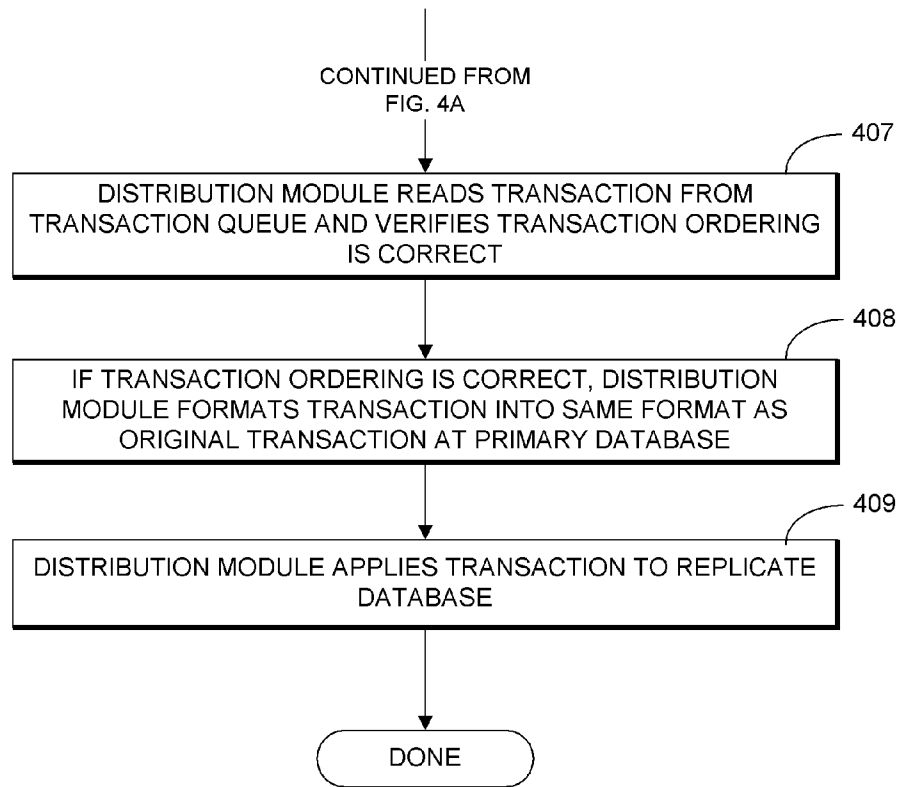 CONTINUED FROM
FIG. 4A
407
DISTRIBUTION MODULE READS TRANSACTION FROM
TRANSACTION QUEUE AND VERIFIES TRANSACTION ORDERING
IS CORRECT
408
IF TRANSACTION ORDERING IS CORRECT, DISTRIBUTION
MODULE FORMATS TRANSACTION INTO SAME FORMAT AS
ORIGINAL TRANSACTION AT PRIMARY DATABASE
409
DISTRIBUTION MODULE APPLIES TRANSACTION TO REPLICATE
DATABASE
DONE